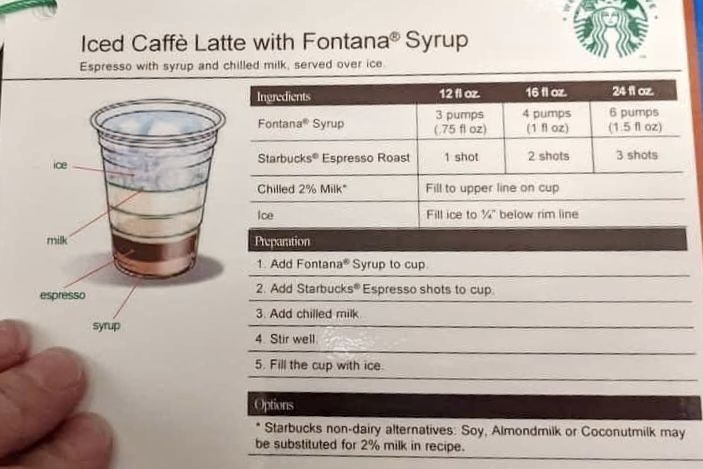 Iced Caffè Latte with Fontana® Syrup
Espresso with syrup and chilled milk, served over ice.
ice
milk
espresso
syrup
Ingredients 12 fl oz. 16 fl oz. 24 fl oz.
Fontana® Syrup 3 pumps (.75 fl oz) 4 pumps (1 fl oz) 6 pumps (1.5 fl oz)
Starbucks® Espresso Roast 1 shot 2 shots 3 shots
Chilled 2% Milk* Fill to upper line on cup
Ice Fill ice to ¼" below rim line
Preparation
1. Add Fontana® Syrup to cup.
2. Add Starbucks® Espresso shots to cup.
3. Add chilled milk.
4. Stir well.
5. Fill the cup with ice.
Options
* Starbucks non-dairy alternatives: Soy, Almondmilk or Coconutmilk may
be substituted for 2% milk in recipe.